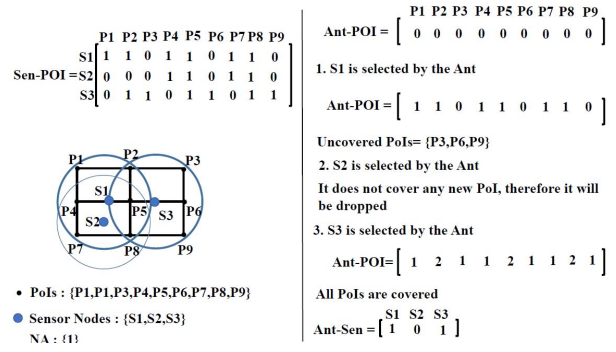 P1 P2 P3 P4 P5 P6 P7 P8 P9
S1 1 1 0 1 1 0 1 1 0
Sen-POI = S2 0 0 0 1 1 0 1 1 0
S3 0 1 1 0 1 1 0 1 1
P1 P2 P3
S1
P4 P5 S3 P6
S2
P7 P8 P9
• PoIs : {P1,P1,P3,P4,P5,P6,P7,P8,P9}
Sensor Nodes : {S1,S2,S3}
NA : {1}
P1 P2 P3 P4 P5 P6 P7 P8 P9
Ant-POI = [ 0 0 0 0 0 0 0 0 0 ]
1. S1 is selected by the Ant
Ant-POI = [ 1 1 0 1 1 0 1 1 0 ]
Uncovered PoIs= {P3,P6,P9}
2. S2 is selected by the Ant
It does not cover any new PoI, therefore it will
be dropped
3. S3 is selected by the Ant
Ant-POI= [ 1 2 1 1 2 1 1 2 1 ]
All PoIs are covered
S1 S2 S3
Ant-Sen = [ 1 0 1 ]